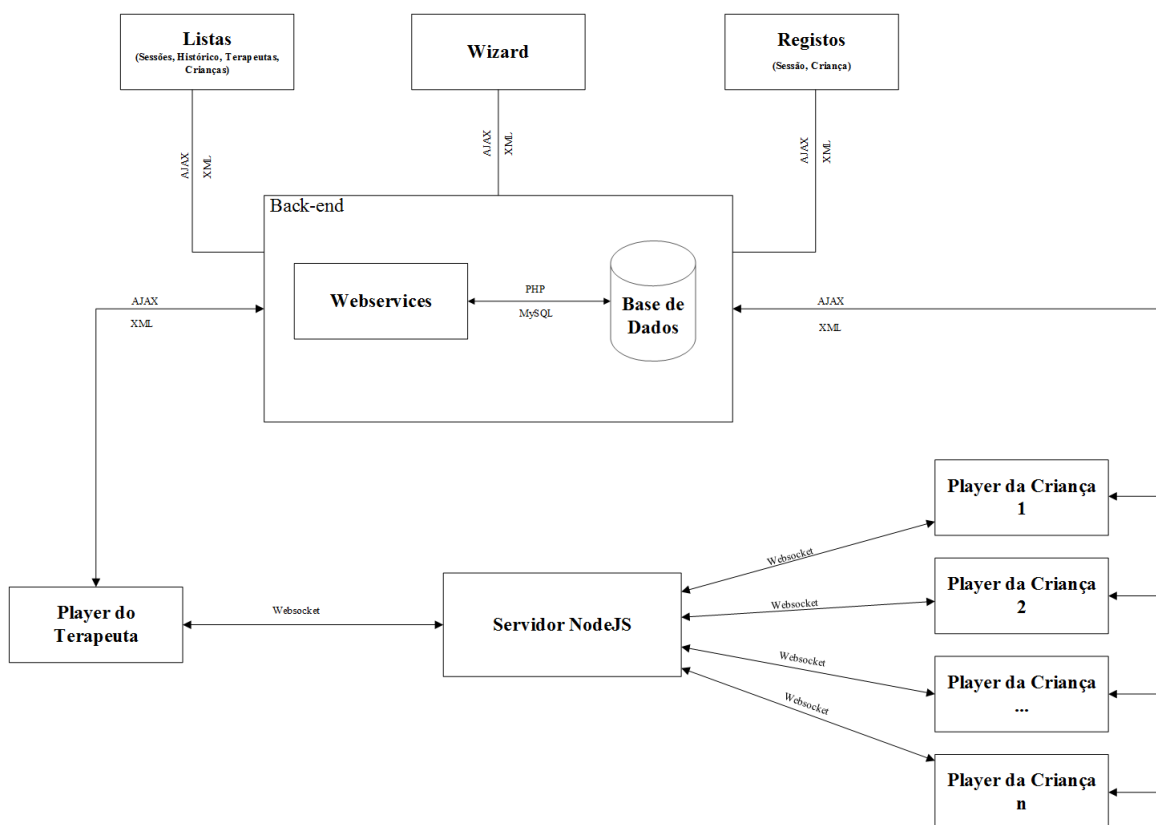 Listas
(Sessões, Histórico, Terapeutas,
Crianças)
Wizard
Registos
(Sessão, Criança)
AJAX
XML
AJAX
XML
AJAX
XML
Back-end
Webservices
PHP
MySQL
Base de
Dados
AJAX
XML
AJAX
XML
Player do
Terapeuta
Websocket
Servidor NodeJS
Websocket
Websocket
Websocket
Websocket
Player da Criança
1
Player da Criança
2
Player da Criança
...
Player da Criança
n